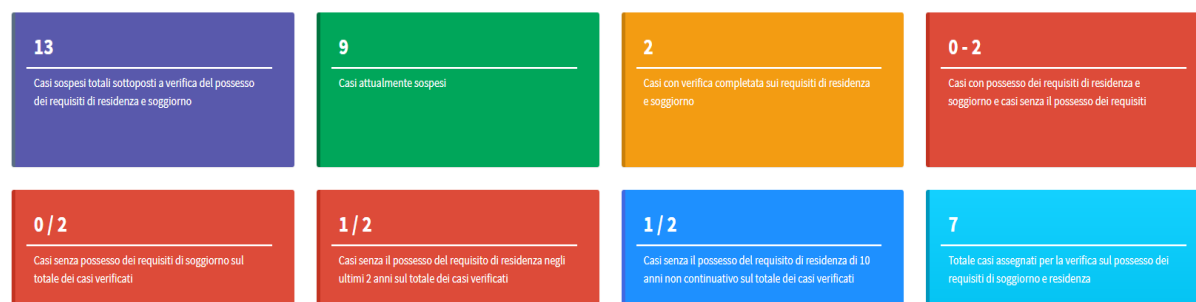 13
Casi sospesi totali sottoposti a verifica del possesso
dei requisiti di residenza e soggiorno
9
Casi attualmente sospesi
2
Casi con verifica completata sui requisiti di residenza
e soggiorno
0 - 2
Casi con possesso dei requisiti di residenza e
soggiorno e casi senza il possesso dei requisiti
0 / 2
Casi senza possesso dei requisiti di soggiorno sul
totale dei casi verificati
1 / 2
Casi senza il possesso del requisito di residenza negli
ultimi 2 anni sul totale dei casi verificati
1 / 2
Casi senza il possesso del requisito di residenza di 10
anni non continuativo sul totale dei casi verificati
7
Totale casi assegnati per la verifica sul possesso dei
requisiti di soggiorno e residenza